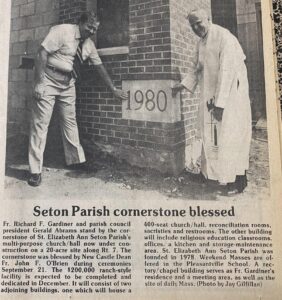 1980
Seton Parish cornerstone blessed
Fr. Richard F. Gardiner and parish council
president Gerald Abrams stand by the cor-
nerstone of St. Elizabeth Ann Seton Parish's
multi-purpose church/hall now under con-
struction on a 20-acre site along Rt. 7. The
cornerstone was blessed by New Castle Dean
Fr. John F. O'Brien during ceremonies
September 21. The $200,000 ranch-style
facility is expected to be completed and
dedicated in December. It will consist of two
adjoining buildings, one which will house a
400-seat church/hall, reconciliation rooms,
sacristies and restrooms. The other building
will include religious education classrooms,
offices, a kitchen and storage-maintenance
area. St. Elizabeth Ann Seton Parish was
founded in 1978. Weekend Masses are of-
fered in the Pleasantville School. A rec-
tory/chapel building serves as Fr. Gardiner's
residence and a meeting area, as well as the
site of daily Mass. (Photo by Jay Gilfillan)